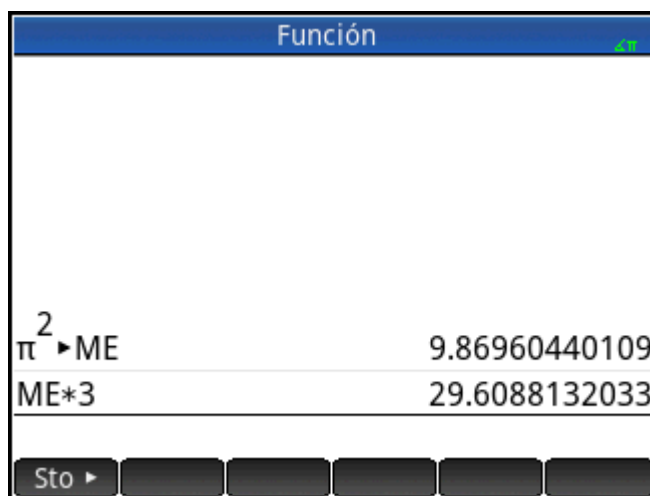 Función
∠π
π² ▶ME 9.86960440109
ME*3 29.6088132033
Sto ▶